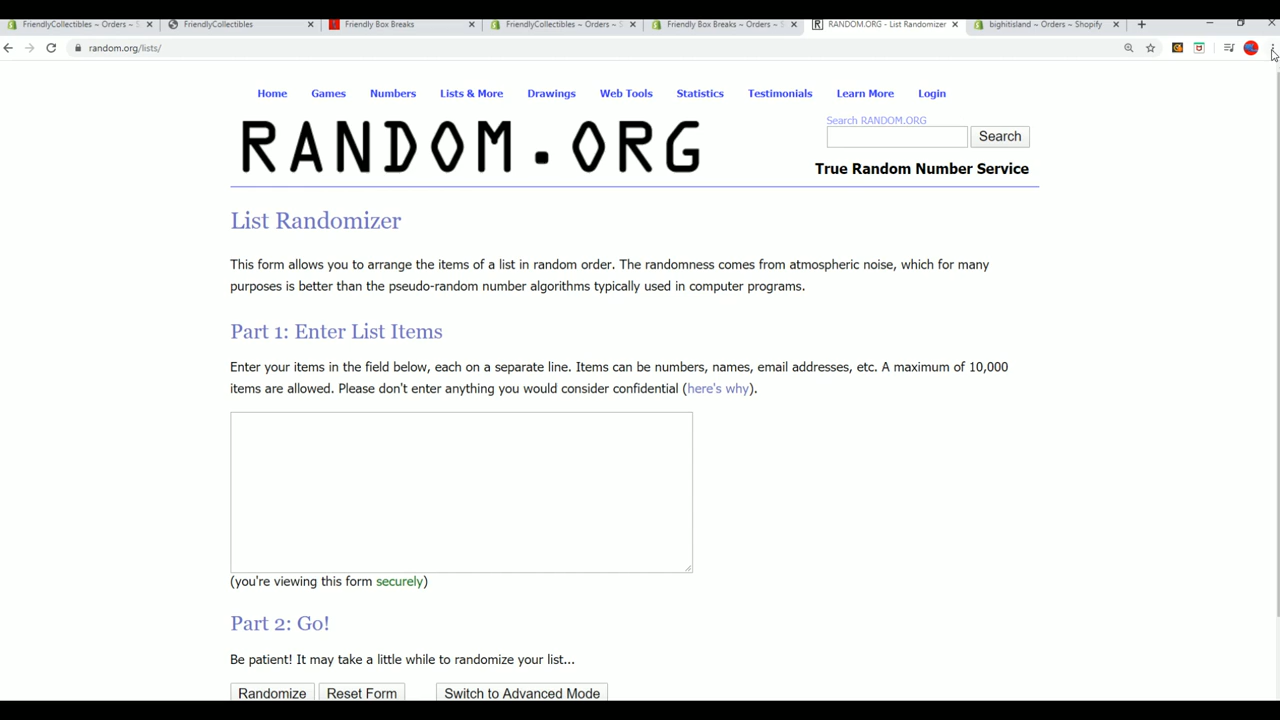 FriendlyCollectibles ~ Orders ~ S
FriendlyCollectibles
Friendly Box Breaks
FriendlyCollectibles ~ Orders ~ S
Friendly Box Breaks ~ Orders ~ S
RANDOM.ORG - List Randomizer
bighitisland ~ Orders ~ Shopify
random.org/lists/
Home Games Numbers Lists & More Drawings Web Tools Statistics Testimonials Learn More Login
RANDOM.ORG
Search RANDOM.ORG
Search
True Random Number Service
List Randomizer
This form allows you to arrange the items of a list in random order. The randomness comes from atmospheric noise, which for many
purposes is better than the pseudo-random number algorithms typically used in computer programs.
Part 1: Enter List Items
Enter your items in the field below, each on a separate line. Items can be numbers, names, email addresses, etc. A maximum of 10,000
items are allowed. Please don't enter anything you would consider confidential (here's why).
(you're viewing this form securely)
Part 2: Go!
Be patient! It may take a little while to randomize your list...
Randomize Reset Form Switch to Advanced Mode